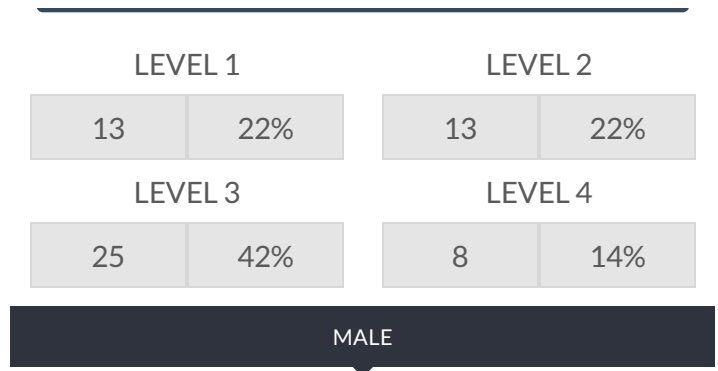 LEVEL 1 LEVEL 2
13 22% 13 22%
LEVEL 3 LEVEL 4
25 42% 8 14%
MALE